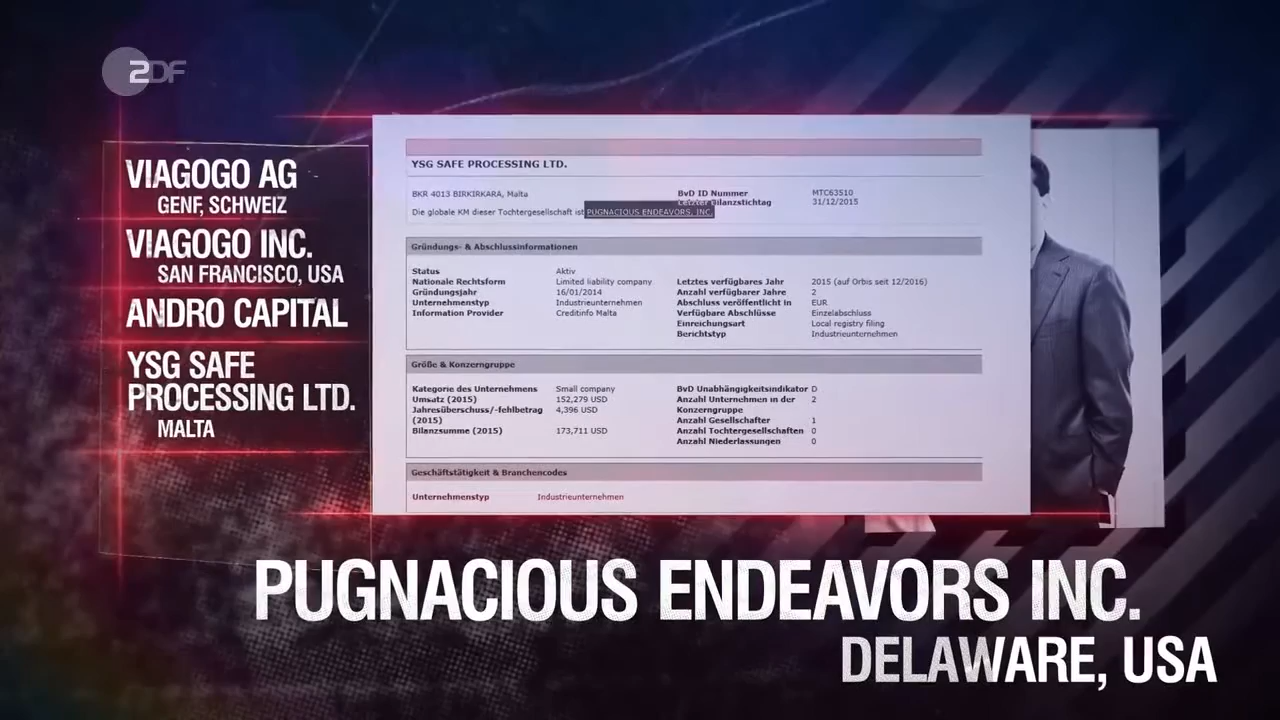 ZDF
VIAGOGO AG
GENF, SCHWEIZ
VIAGOGO INC.
SAN FRANCISCO, USA
ANDRO CAPITAL
YSG SAFE
PROCESSING LTD.
MALTA
YSG SAFE PROCESSING LTD.
BKR 4013 BIRKIRKARA, Malta
BvD ID Nummer MTC63510
Letzter Bilanzstichtag 31/12/2015
Die globale KM dieser Tochtergesellschaft ist PUGNACIOUS ENDEAVORS, INC.
Gründungs- & Abschlussinformationen
Status Aktiv
Nationale Rechtsform Limited liability company
Gründungsjahr 16/01/2014
Unternehmenstyp Industrieunternehmen
Information Provider Creditinfo Malta
Letztes verfügbares Jahr 2015 (auf Orbis seit 12/2016)
Anzahl verfügbarer Jahre 2
Abschluss veröffentlicht in EUR
Verfügbare Abschlüsse Einzelabschluss
Einreichungsart Local registry filing
Berichtstyp Industrieunternehmen
Größe & Konzerngruppe
Kategorie des Unternehmens Small company
Umsatz (2015) 152,279 USD
Jahresüberschuss/-fehlbetrag 4,396 USD
(2015)
Bilanzsumme (2015) 173,711 USD
BvD Unabhängigkeitsindikator D
Anzahl Unternehmen in der 2
Konzerngruppe
Anzahl Gesellschafter 1
Anzahl Tochtergesellschaften 0
Anzahl Niederlassungen 0
Geschäftstätigkeit & Branchencodes
Unternehmenstyp Industrieunternehmen
PUGNACIOUS ENDEAVORS INC.
DELAWARE, USA